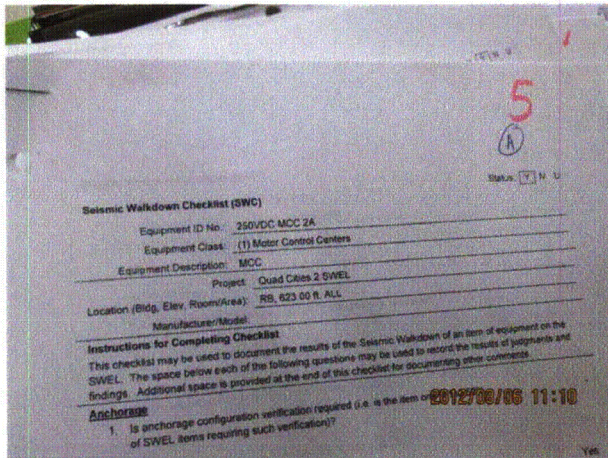 5
A
Status: Y N U
Seismic Walkdown Checklist (SWC)
Equipment ID No.: 250VDC MCC 2A
Equipment Class: (1) Motor Control Centers
Equipment Description: MCC
Project: Quad Cities 2 SWEL
Location (Bldg, Elev, Room/Area): RB, 623.00 ft, ALL
Manufacturer/Model:
Instructions for Completing Checklist
This checklist may be used to document the results of the Seismic Walkdown of an item of equipment on the
SWEL. The space below each of the following questions may be used to record the results of judgments and
findings. Additional space is provided at the end of this checklist for documenting other comments.
Anchorage
1. Is anchorage configuration verification required (i.e. is the item
2012/09/06 11:10
of SWEL items requiring such verification)?
Yes